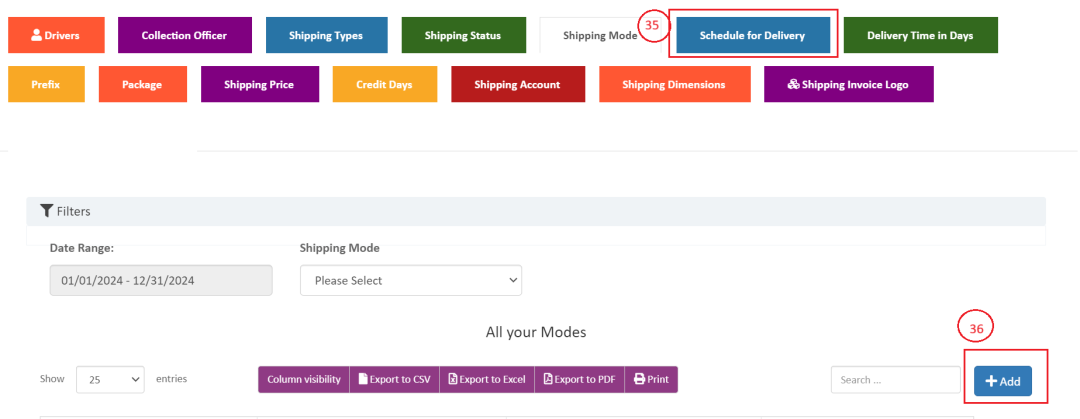 Drivers
Collection Officer
Shipping Types
Shipping Status
Shipping Mode
35
Schedule for Delivery
Delivery Time in Days
Prefix
Package
Shipping Price
Credit Days
Shipping Account
Shipping Dimensions
Shipping Invoice Logo
Filters
Date Range:
Shipping Mode
01/01/2024 - 12/31/2024
Please Select
All your Modes
36
Show 25 entries
Column visibility
Export to CSV
Export to Excel
Export to PDF
Print
Search ...
Add